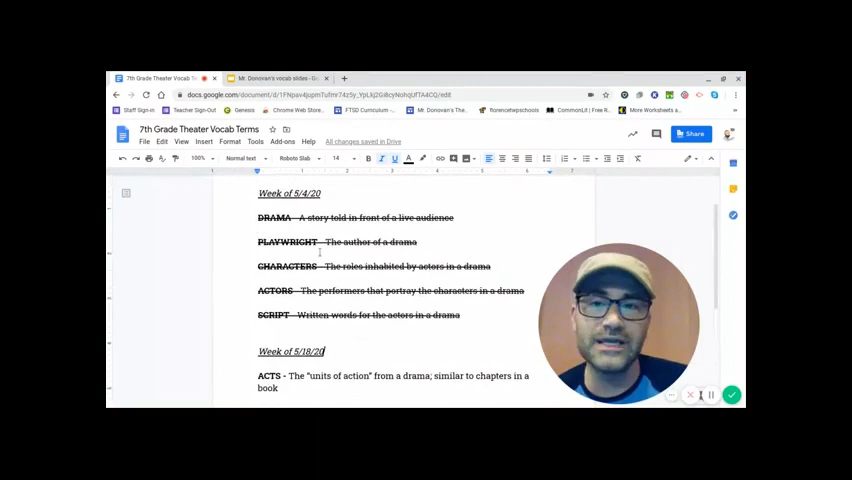 7th Grade Theater Vocab Te
Mr. Donovan's vocab slides - Go
Staff Sign-in
Teacher Sign-Out
Genesis
Chrome Web Store...
FTSD Curriculum -...
Mr. Donovan's The...
florencetwpschools
CommonLit | Free R...
More Worksheets a...
7th Grade Theater Vocab Terms
File Edit View Insert Format Tools Add-ons Help All changes saved in Drive
Share
100% Normal text Roboto Slab 14 B I U A
Week of 5/4/20
DRAMA - A story told in front of a live audience
PLAYWRIGHT - The author of a drama
CHARACTERS - The roles inhabited by actors in a drama
ACTORS - The performers that portray the characters in a drama
SCRIPT - Written words for the actors in a drama
Week of 5/18/20
ACTS - The “units of action” from a drama; similar to chapters in a
book